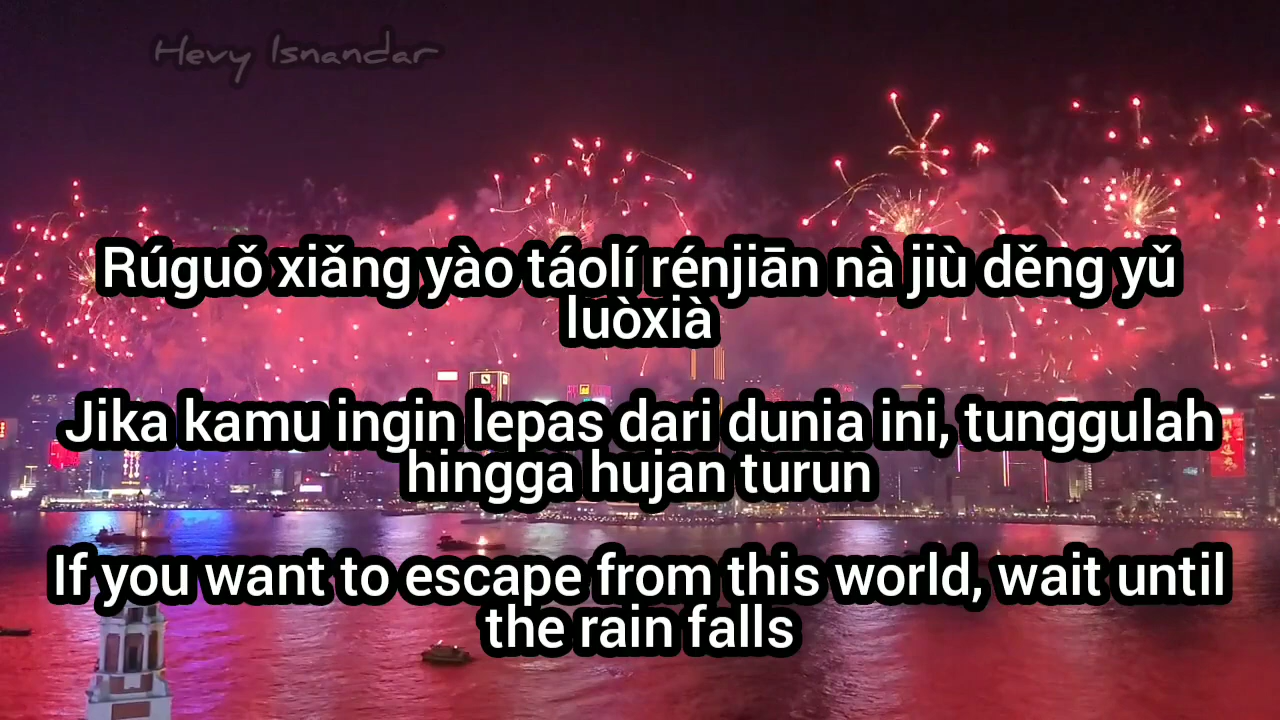 Hevy Isnandar
Rúguǒ xiǎng yào táolí rénjiān nà jiù děng yǔ
luòxià
Jika kamu ingin lepas dari dunia ini, tunggulah
hingga hujan turun
If you want to escape from this world, wait until
the rain falls